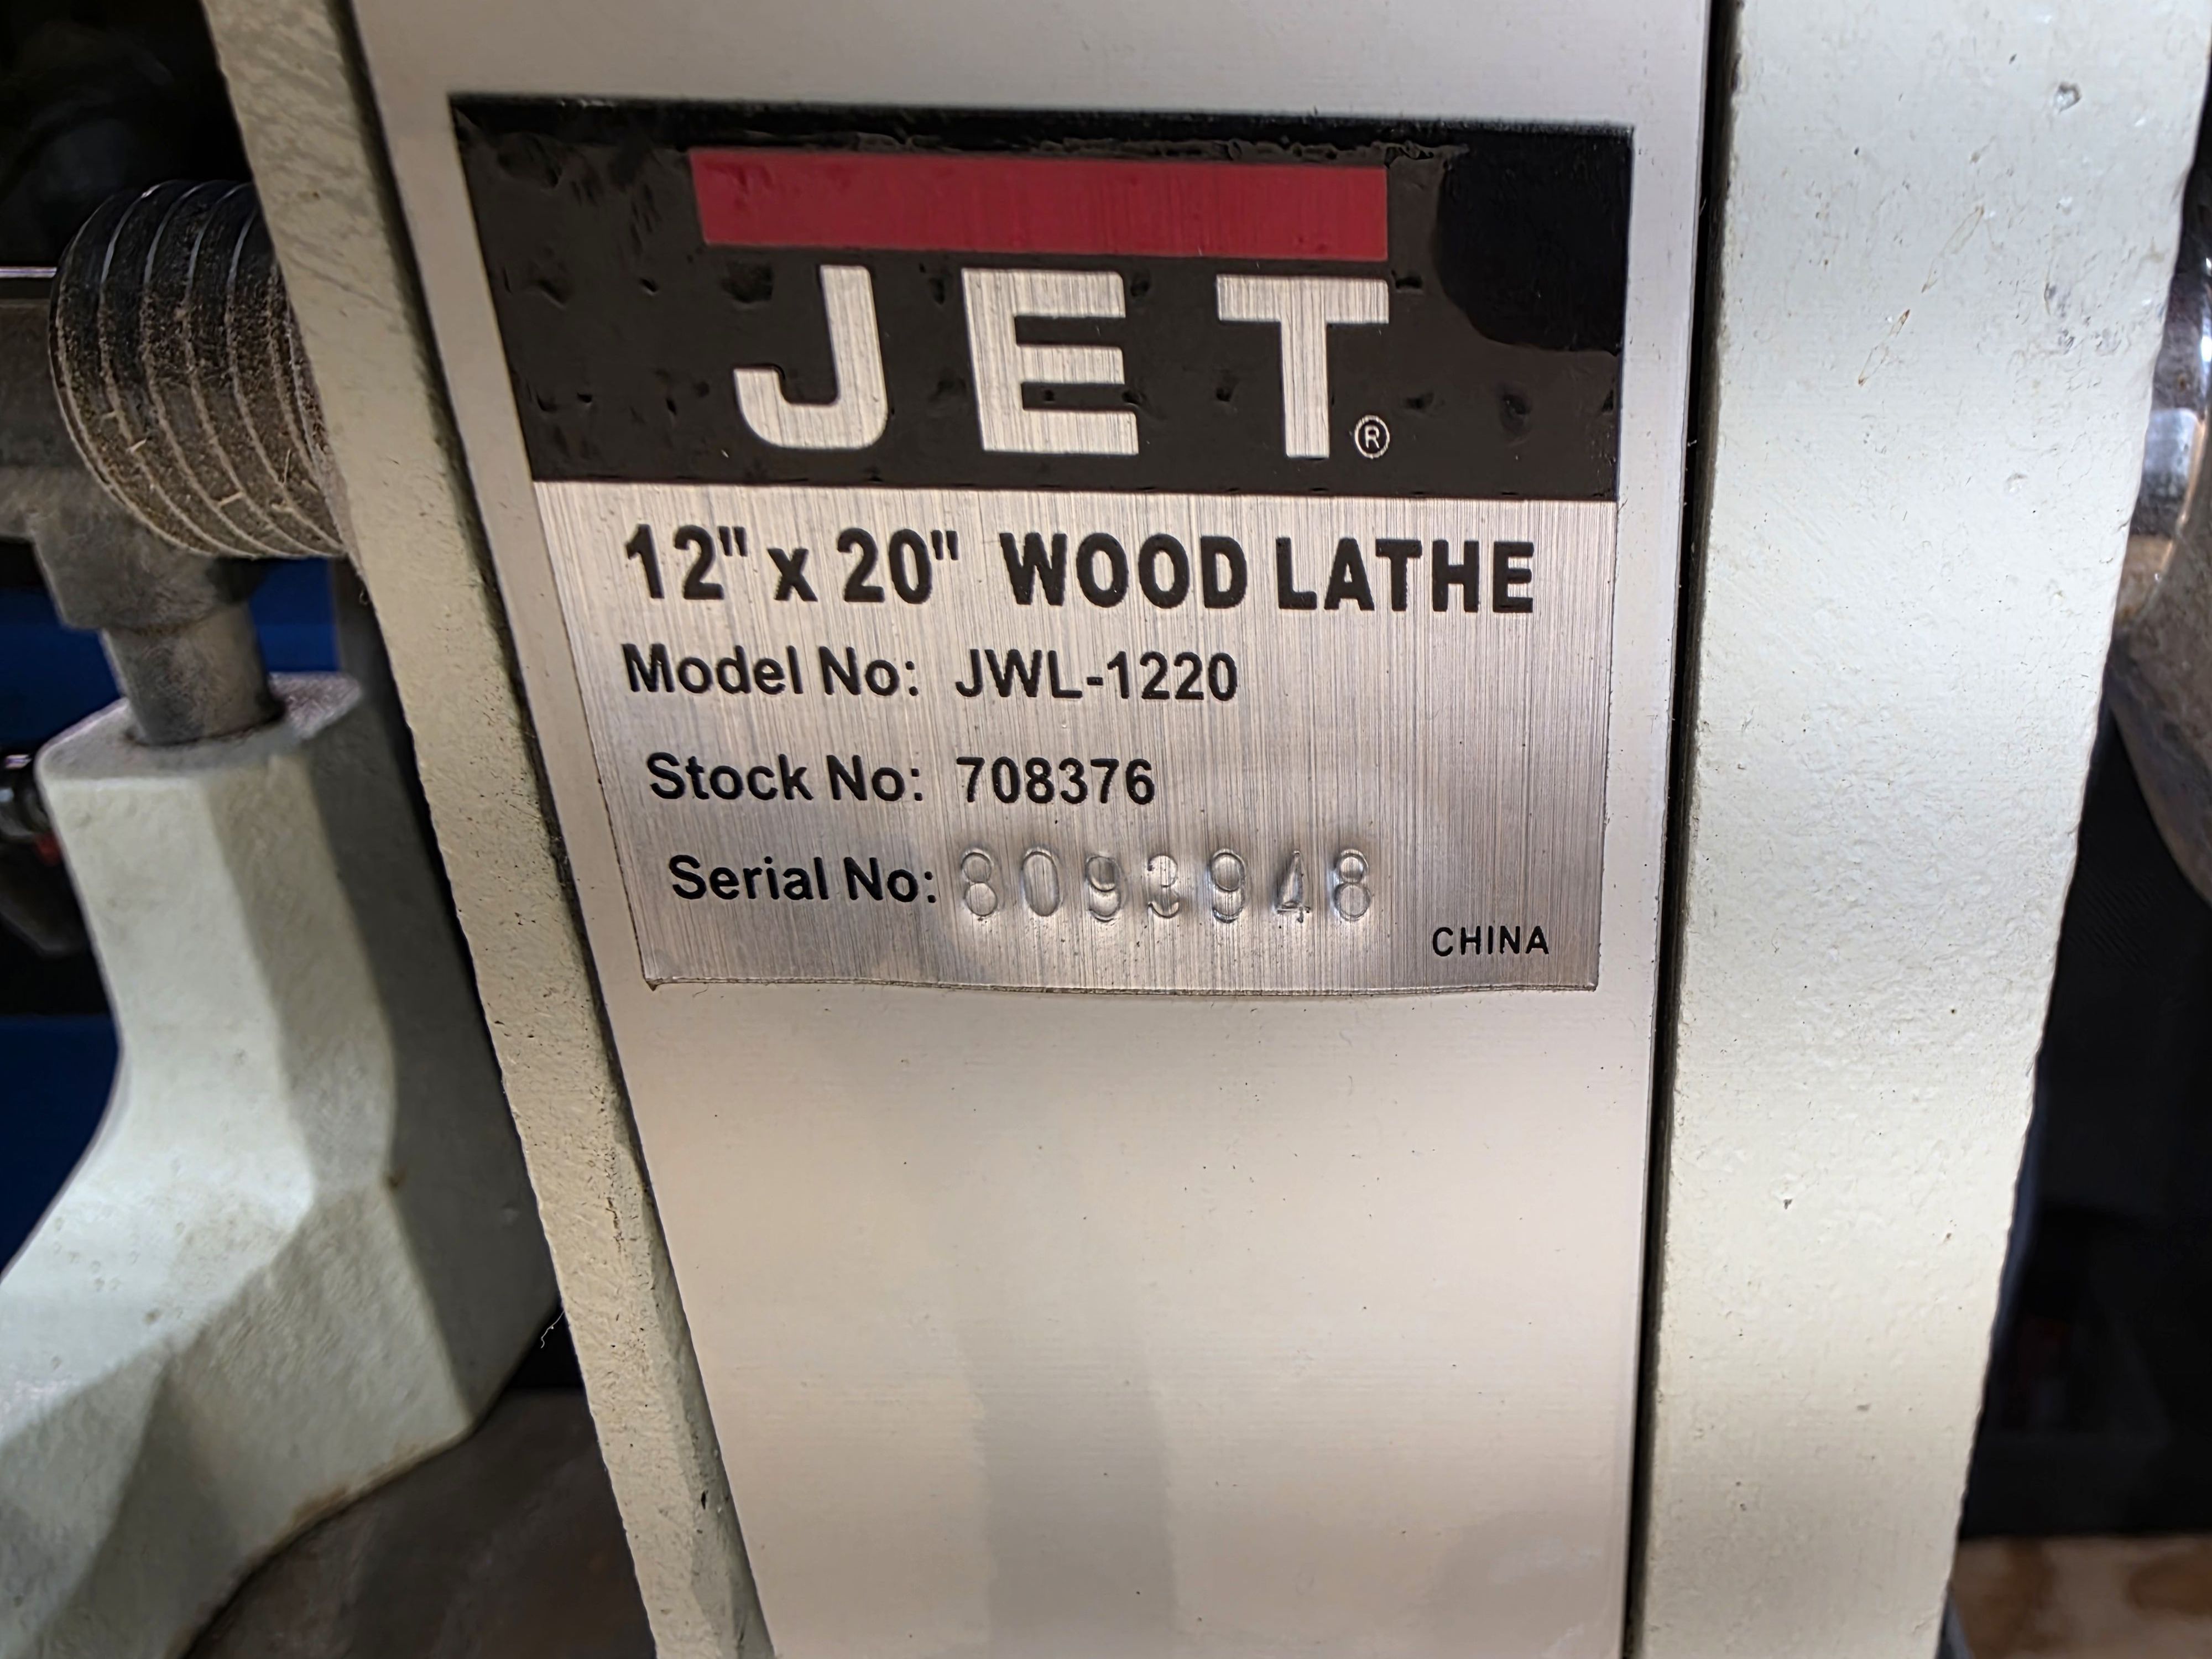 JET®
12" x 20" WOOD LATHE
Model No: JWL-1220
Stock No: 708376
Serial No: 8093948
CHINA